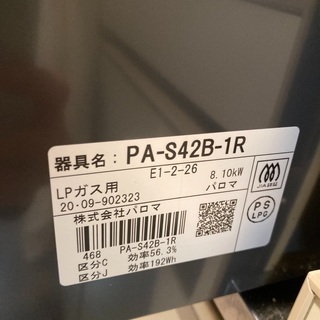 器具名: PA-S42B-1R
E1-2-26 8.10kW
LPガス用 パロマ
20·09-902323
株式会社パロマ
PS
LPG
468 PA-S42B-1R
区分C 効率56.3%
区分J 効率192Wh